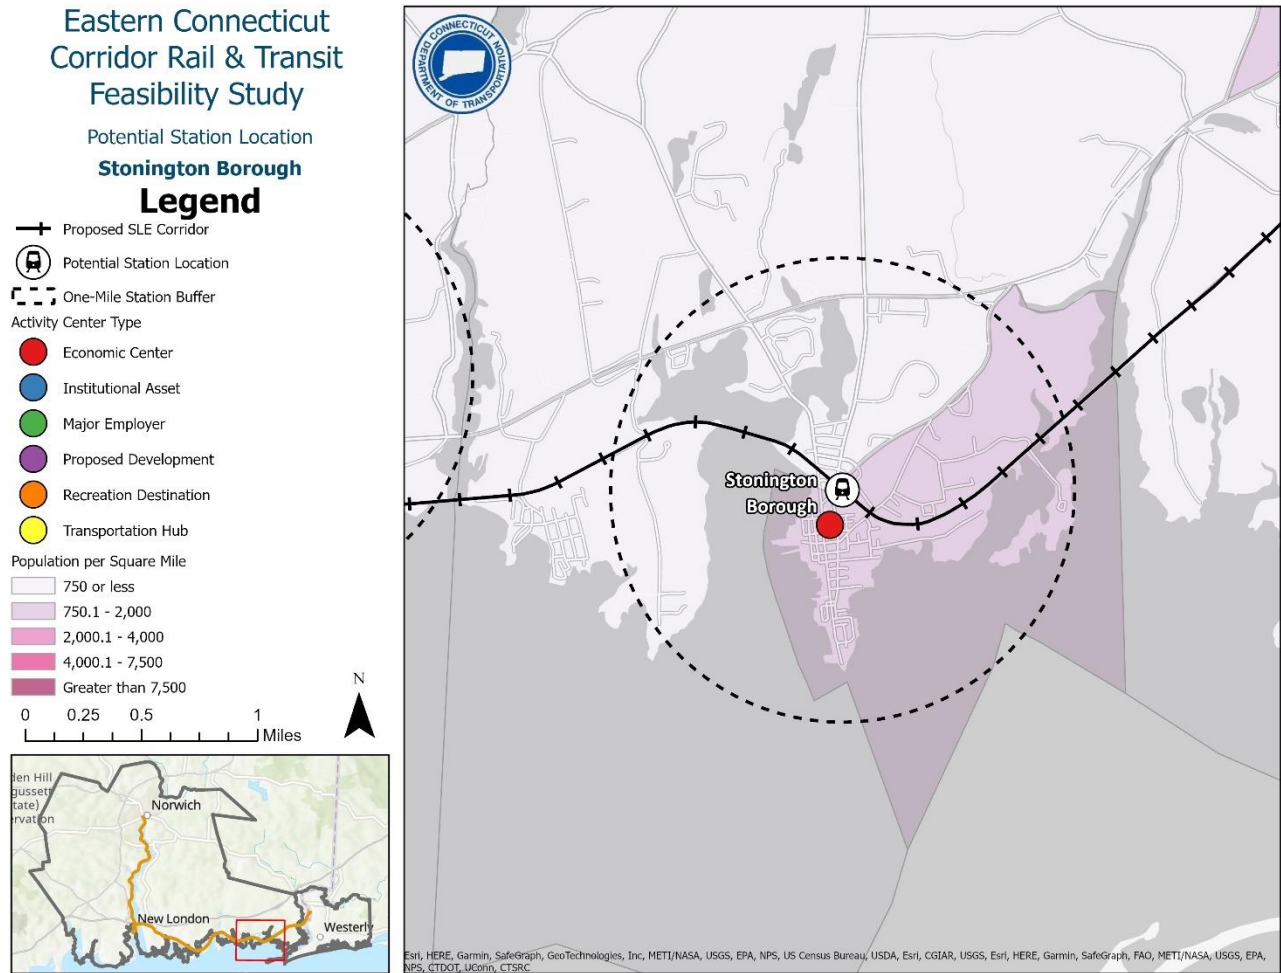 Eastern Connecticut
Corridor Rail & Transit
Feasibility Study
Potential Station Location
Stonington Borough
Legend
Proposed SLE Corridor
Potential Station Location
One-Mile Station Buffer
Activity Center Type
Economic Center
Institutional Asset
Major Employer
Proposed Development
Recreation Destination
Transportation Hub
Population per Square Mile
750 or less
750.1 - 2,000
2,000.1 - 4,000
4,000.1 - 7,500
Greater than 7,500
N
0 0.25 0.5 1
Miles
den Hill
gussett
tate)
ervation
Norwich
New London
Westerly
CONNECTICUT
DEPARTMENT OF TRANSPORTATION
Stonington
Borough
Esri, HERE, Garmin, SafeGraph, GeoTechnologies, Inc, METI/NASA, USGS, EPA, NPS, US Census Bureau, USDA, Esri, CGIAR, USGS, Esri, HERE, Garmin, SafeGraph, FAO, METI/NASA, USGS, EPA,
NPS, CTDOT, UConn, CTSRC